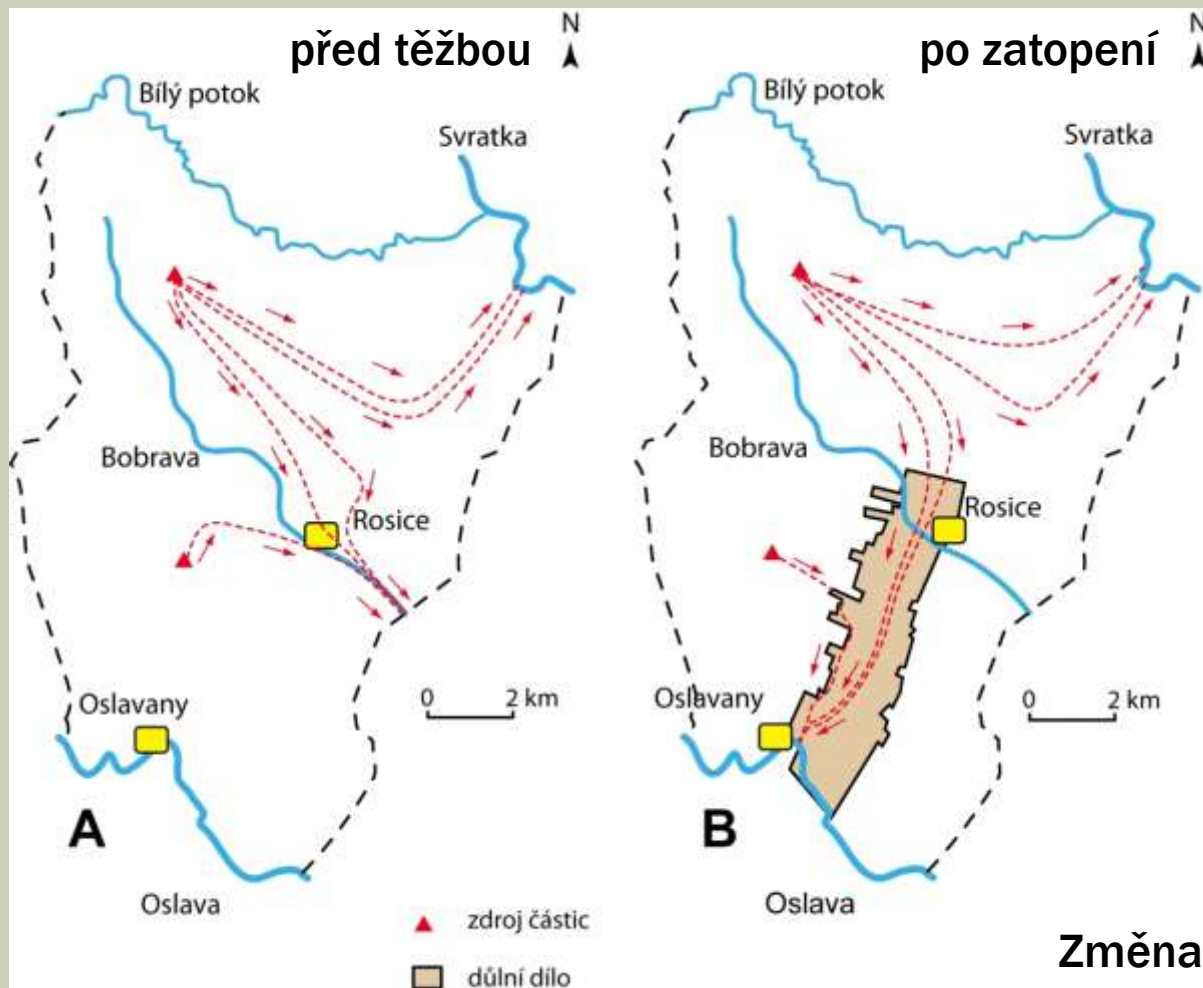 před těžbou
N
Bílý potok
Svratka
Bobrava
Rosice
Oslavany
0 2 km
A
Oslava
po zatopení
N
Bílý potok
Svratka
Bobrava
Rosice
Oslavany
0 2 km
B
Oslava
zdroj částic
důlní dílo
Změna